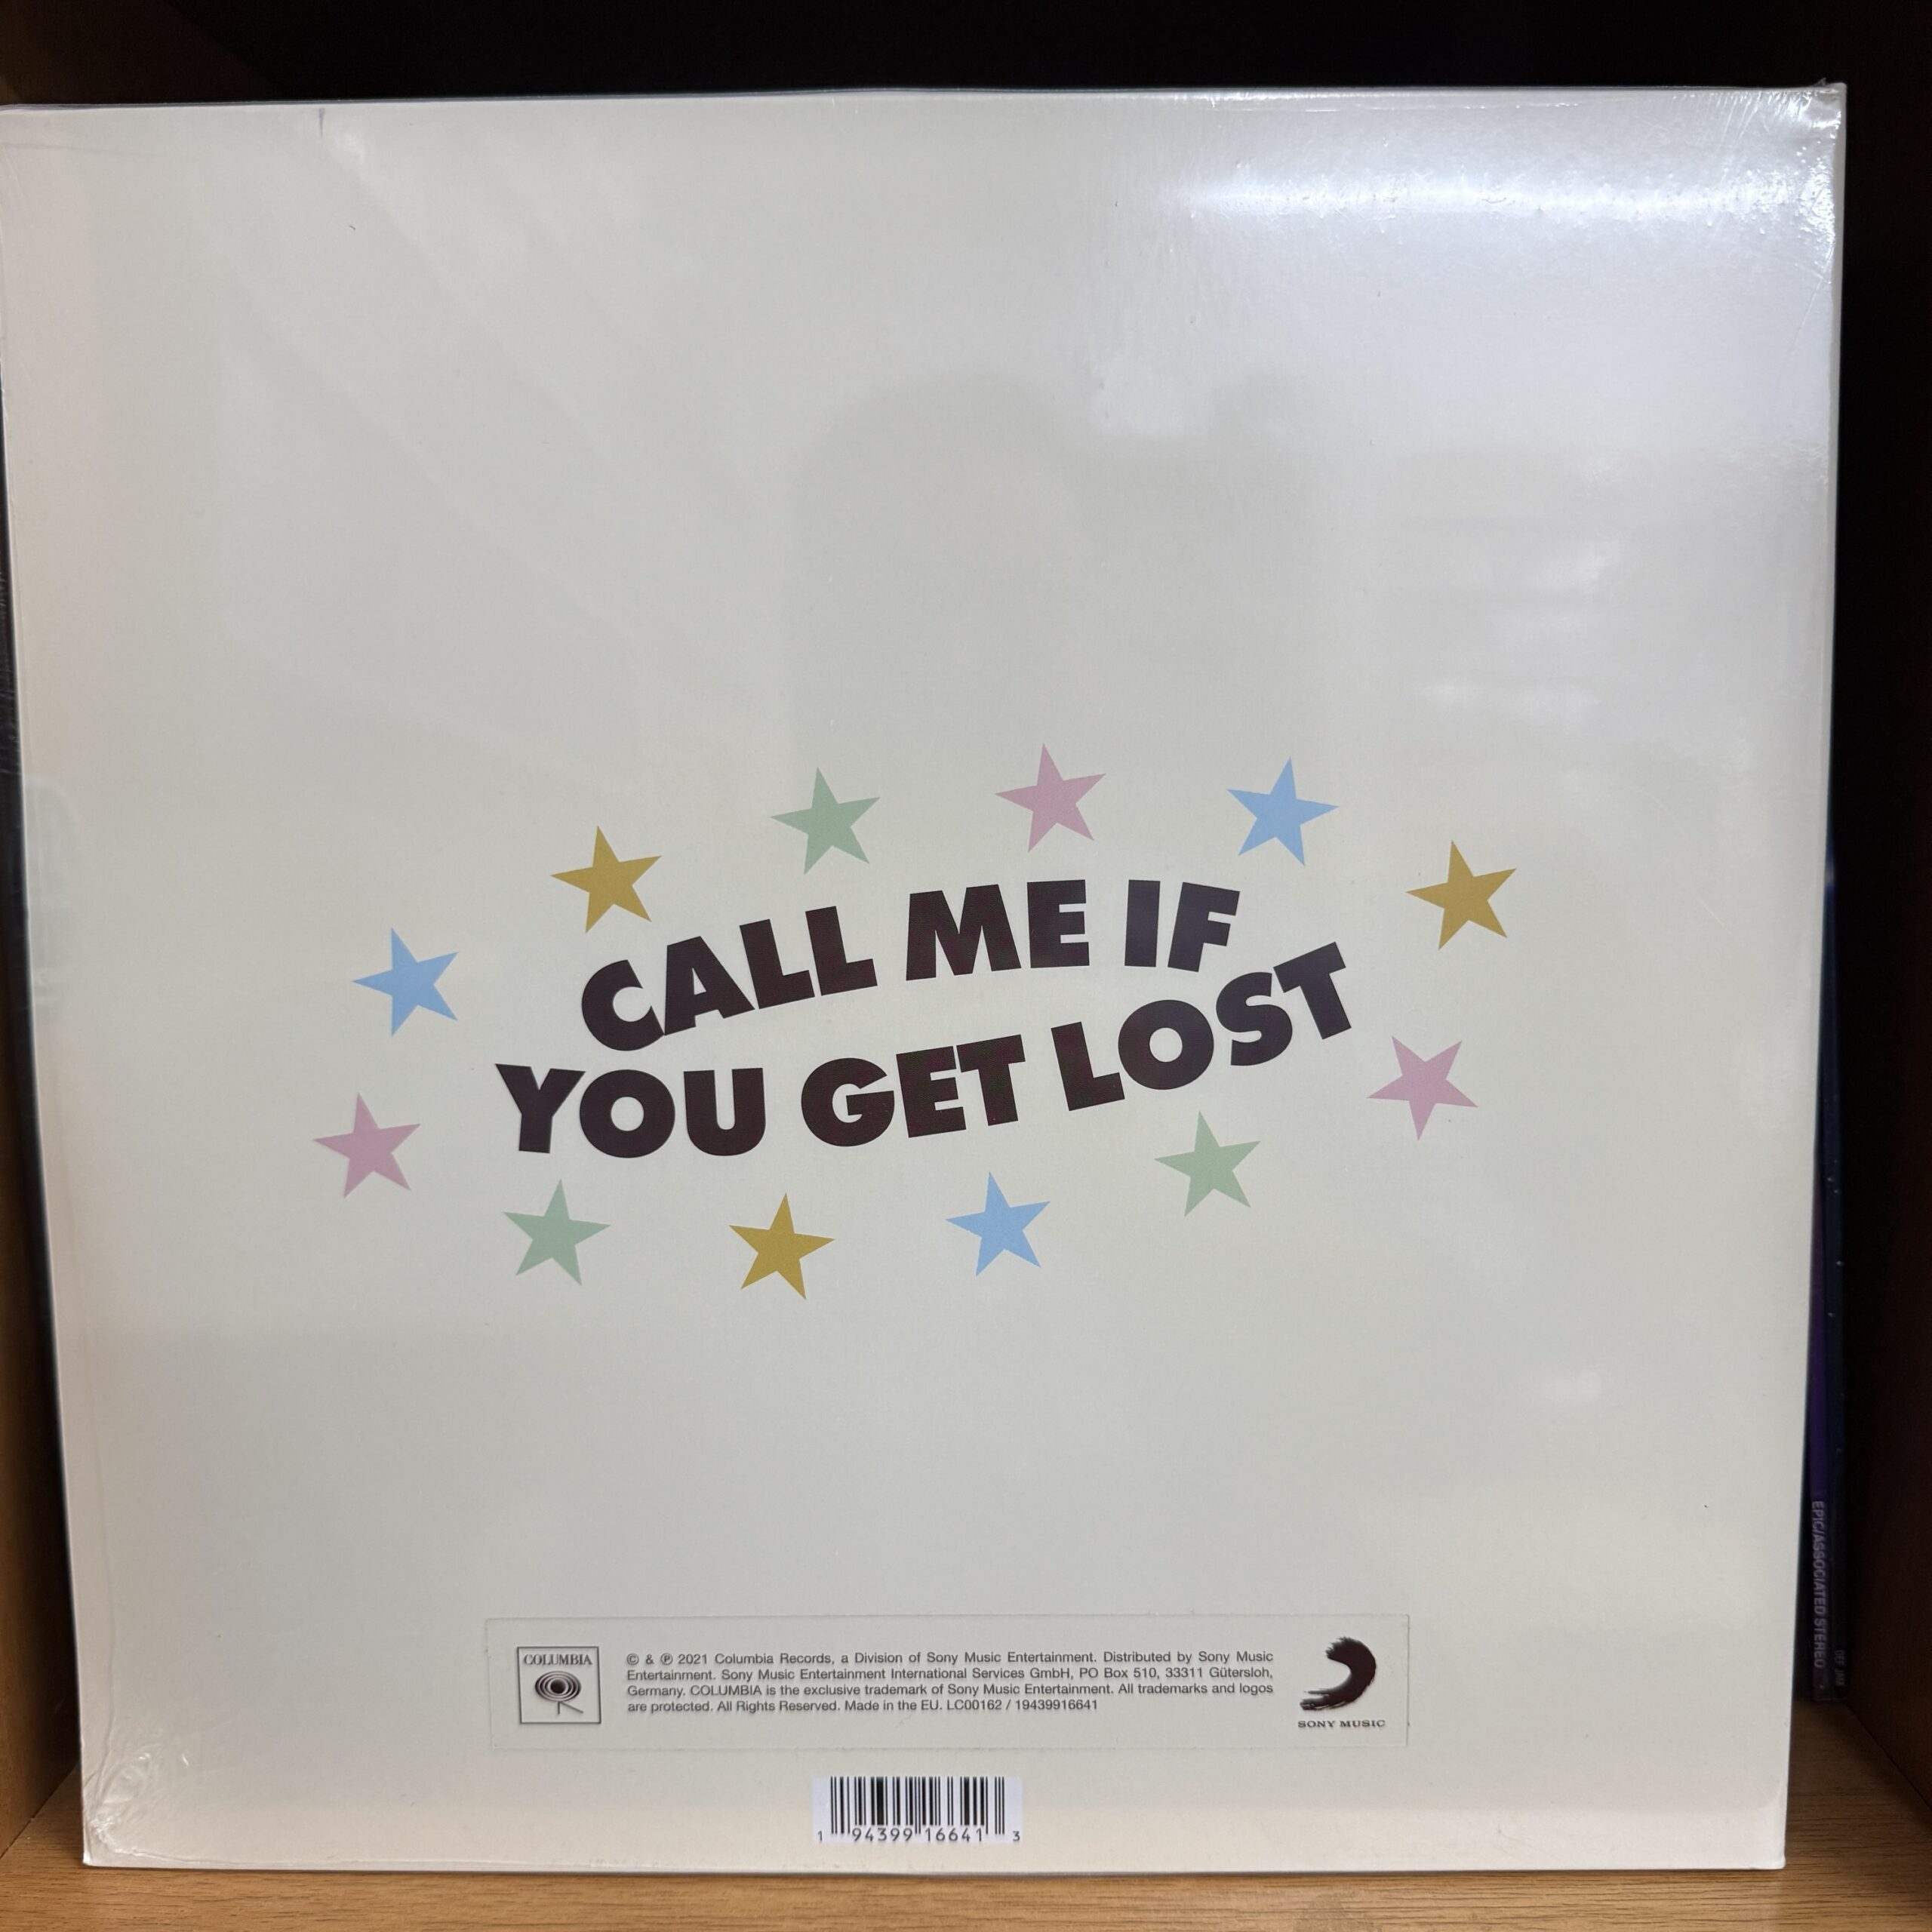 CALL ME IF
YOU GET LOST
COLUMBIA
© & ℗ 2021 Columbia Records, a Division of Sony Music Entertainment. Distributed by Sony Music
Entertainment. Sony Music Entertainment International Services GmbH, PO Box 510, 33311 Gütersloh,
Germany. COLUMBIA is the exclusive trademark of Sony Music Entertainment. All trademarks and logos
are protected. All Rights Reserved. Made in the EU. LC00162 / 19439916641
SONY MUSIC
1 94399 16641 3
EPIC/ASSOCIATED STEREO
DEF JAM